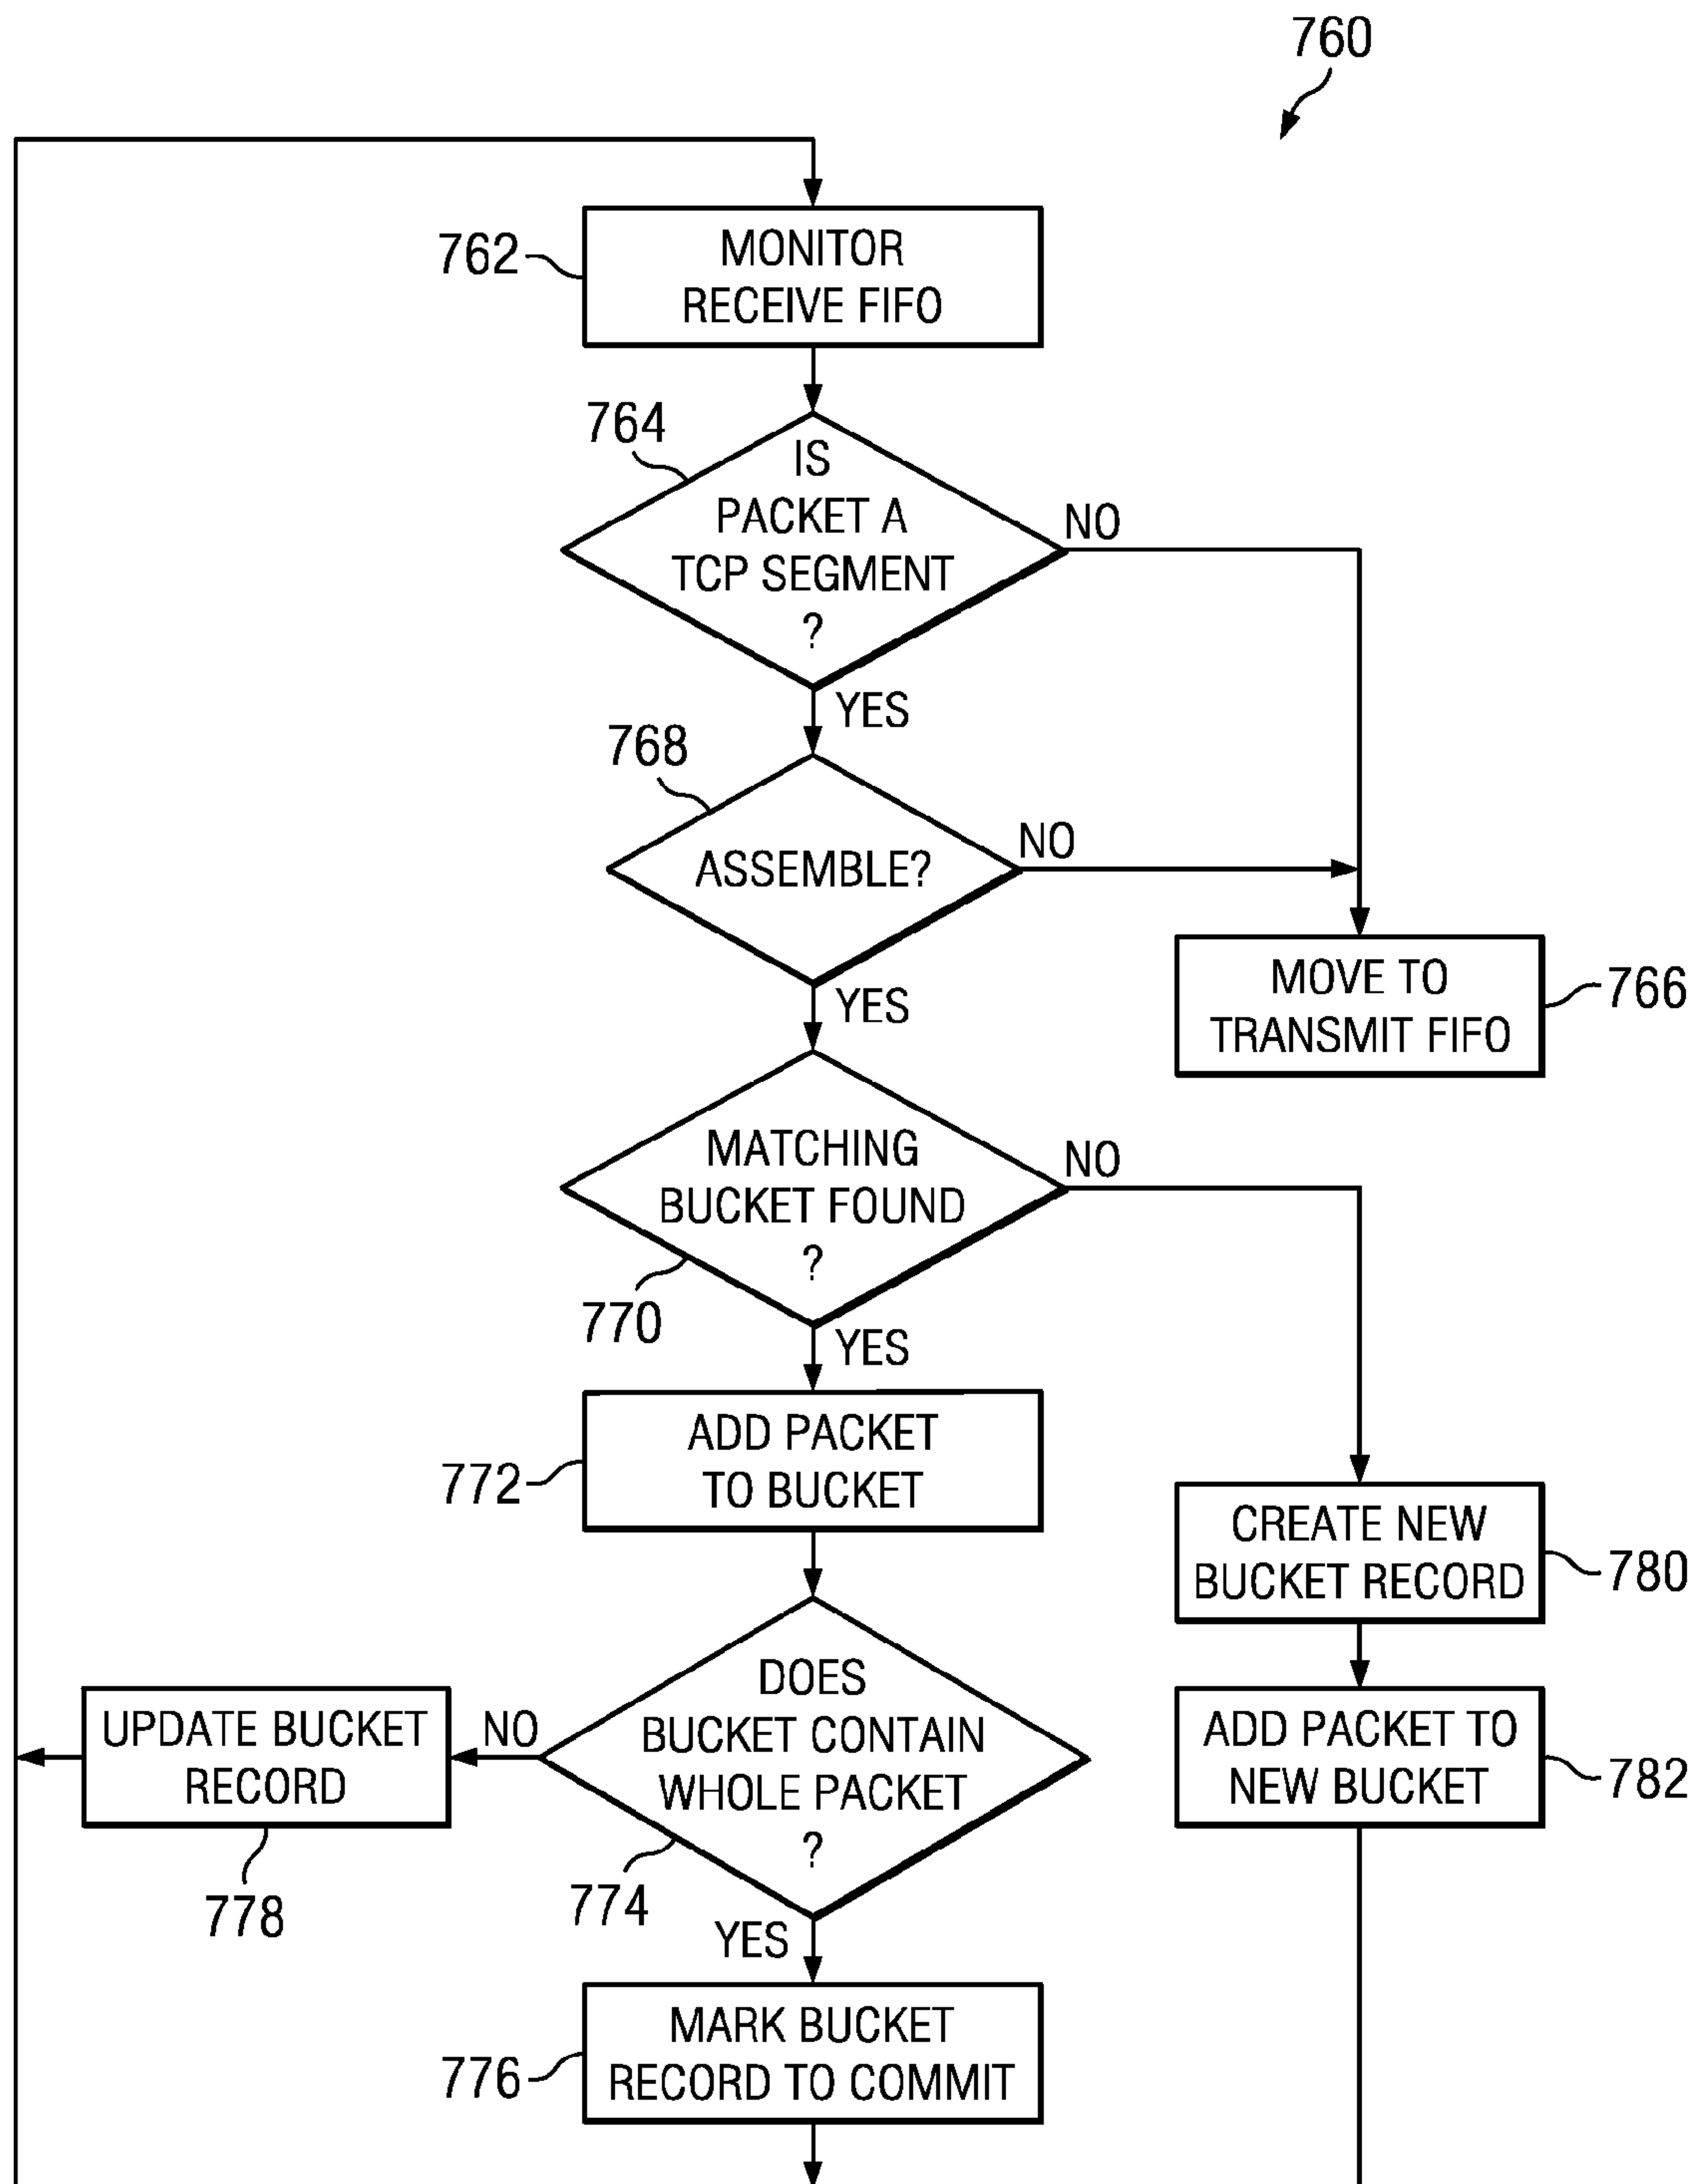 760
762
MONITOR
RECEIVE FIFO
764
IS
PACKET A
TCP SEGMENT
?
NO
YES
768
ASSEMBLE?
NO
YES
MOVE TO
TRANSMIT FIFO
766
MATCHING
BUCKET FOUND
?
NO
770
YES
772
ADD PACKET
TO BUCKET
CREATE NEW
BUCKET RECORD
780
DOES
BUCKET CONTAIN
WHOLE PACKET
?
NO
UPDATE BUCKET
RECORD
778
ADD PACKET TO
NEW BUCKET
782
774
YES
776
MARK BUCKET
RECORD TO COMMIT